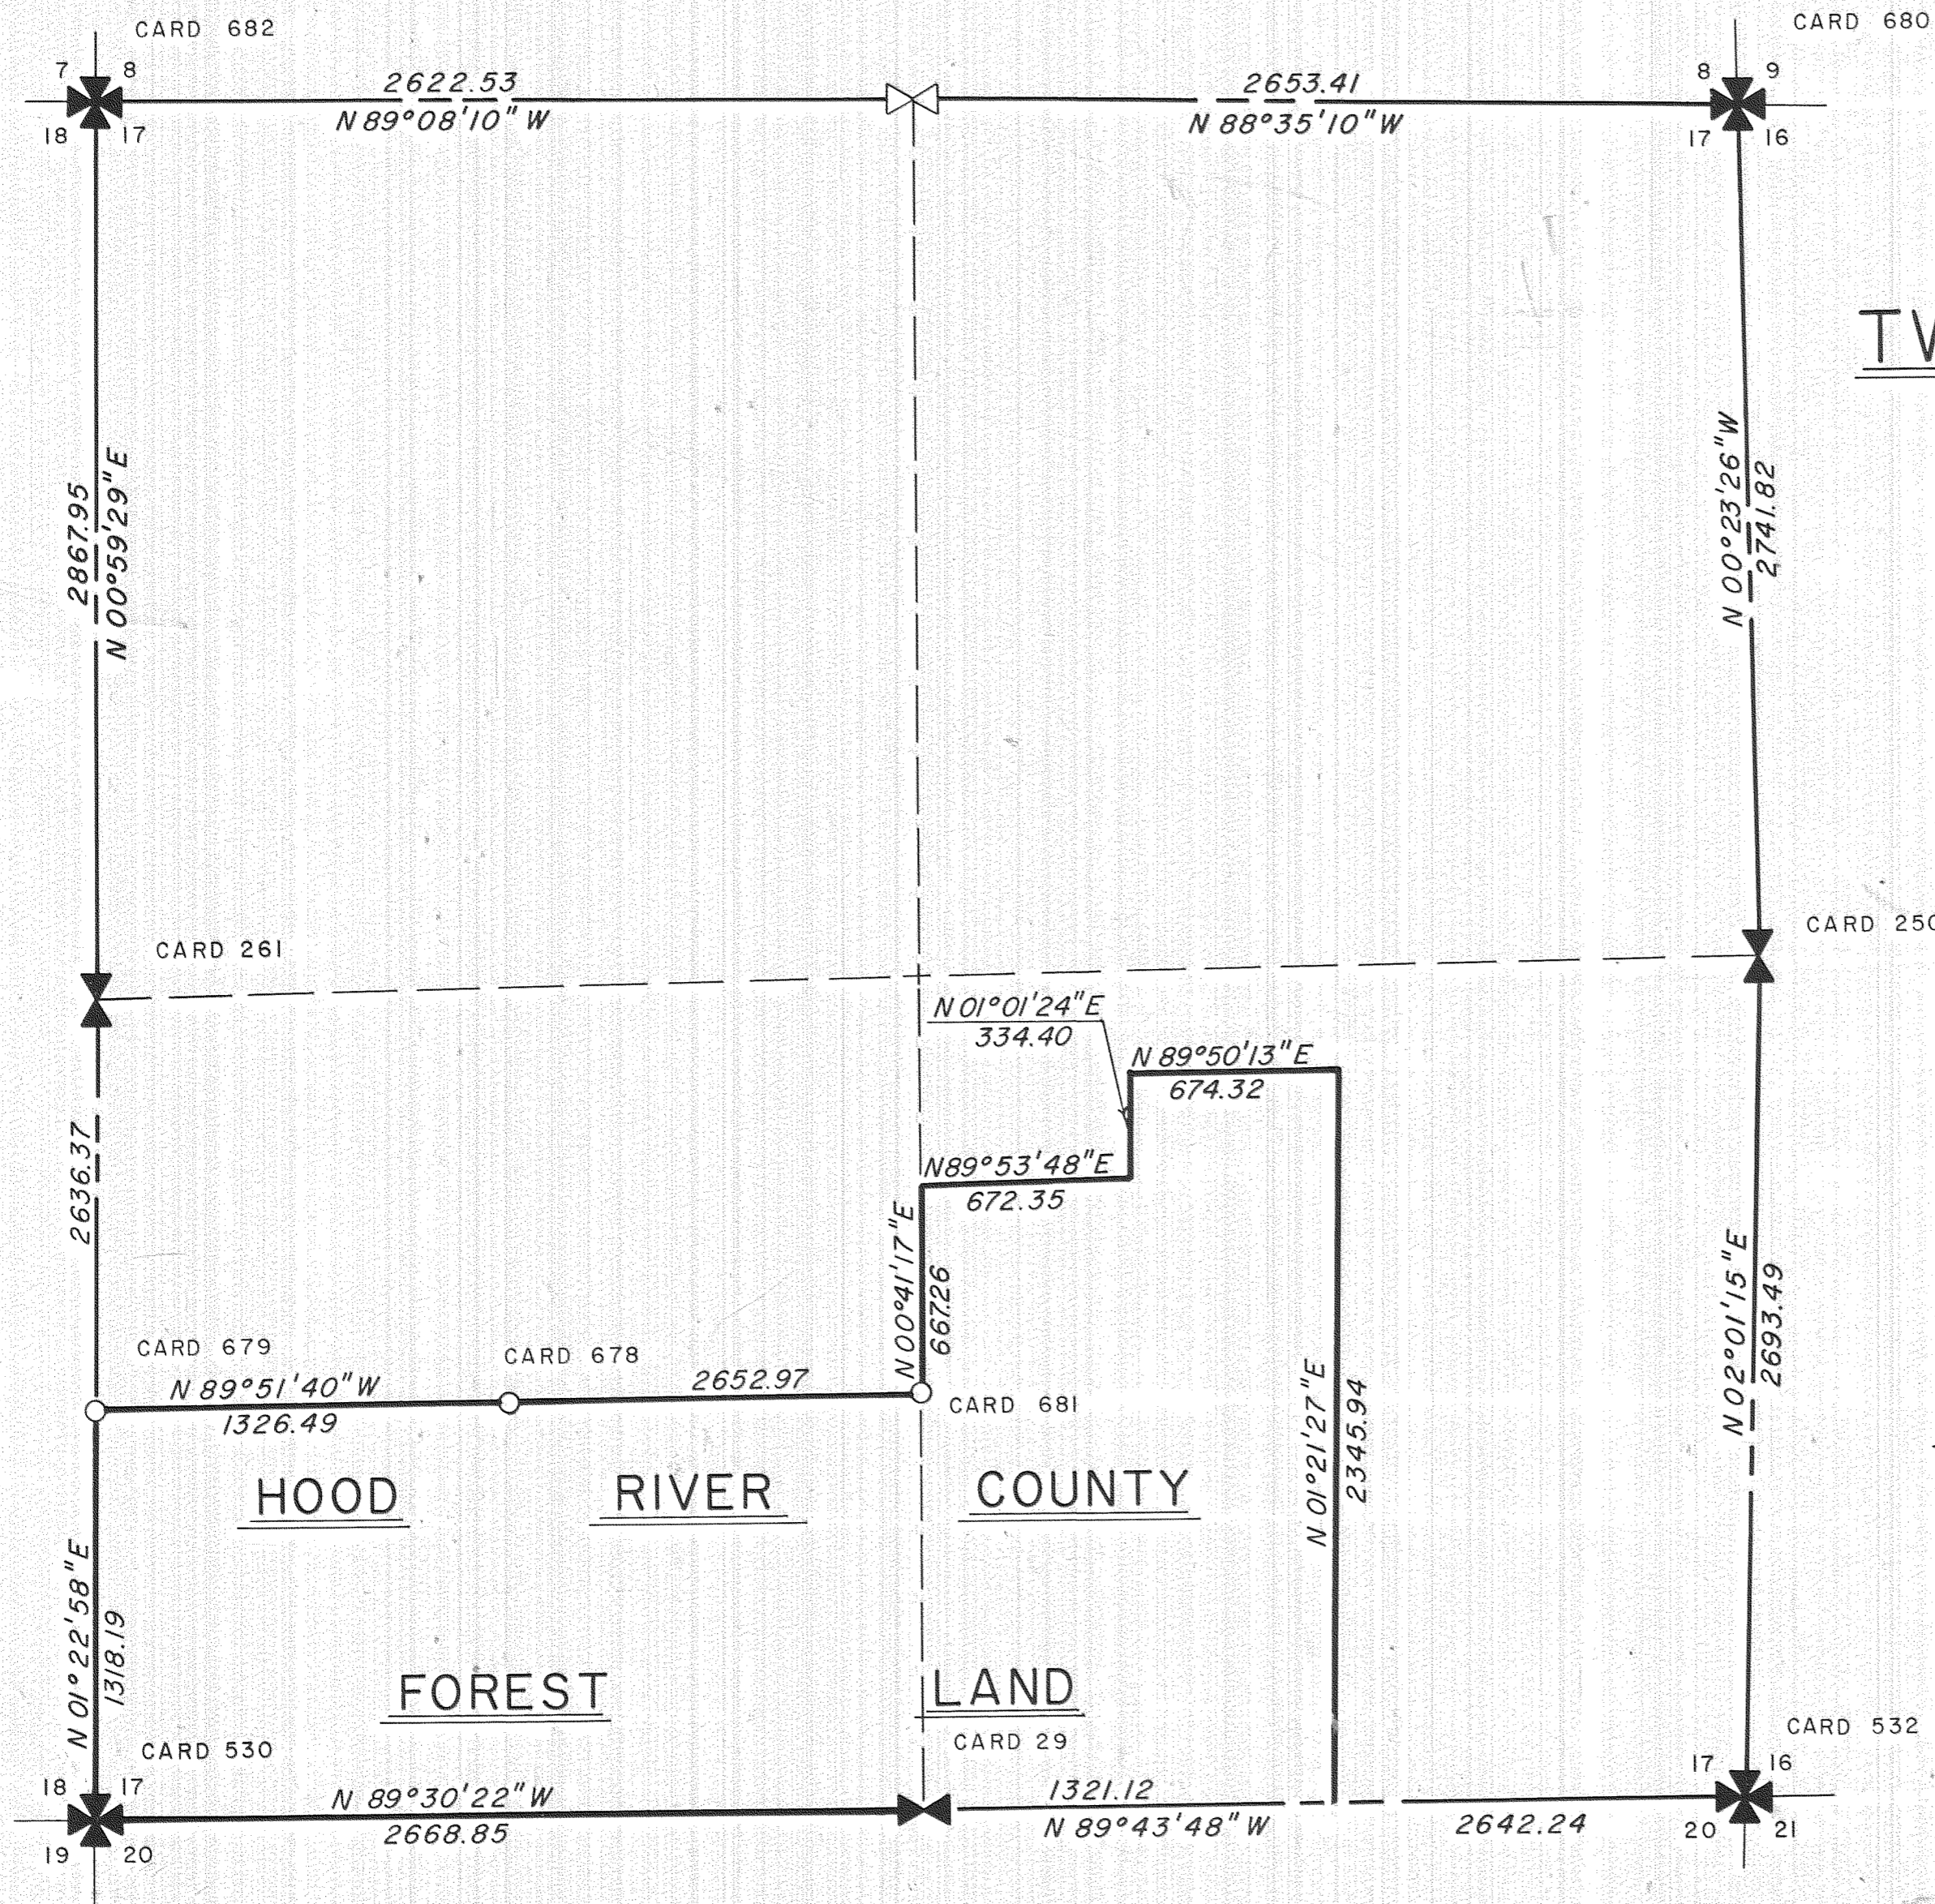 CARD 682
CARD 680
7 8
18 17
2622.53
N 89°08'10" W
2653.41
N 88°35'10" W
8 9
17 16
TW
2867.95
N 00°59'29" E
N 00°23'26" W
2741.82
CARD 261
CARD 250
N 01°01'24" E
334.40
N 89°50'13" E
674.32
2636.37
N 89°53'48" E
672.35
N 00°41'17" E
667.26
N 02°01'15" E
2693.49
CARD 679
CARD 678
N 89°51'40" W
1326.49
2652.97
CARD 681
N 01°21'27" E
2345.94
HOOD RIVER COUNTY
N 01°22'58" E
1318.19
FOREST LAND
CARD 530
CARD 29
CARD 532
18 17
19 20
N 89°30'22" W
2668.85
1321.12
N 89°43'48" W
2642.24
17 16
20 21